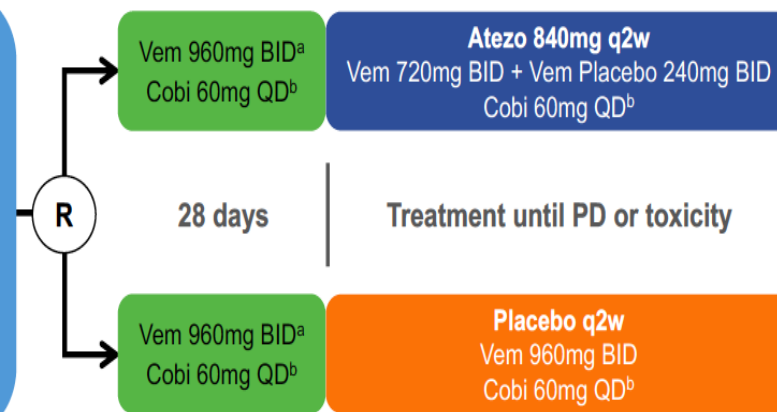 Vem 960mg BIDᵃ
Cobi 60mg QDᵇ
Atezo 840mg q2w
Vem 720mg BID + Vem Placebo 240mg BID
Cobi 60mg QDᵇ
R
28 days
Treatment until PD or toxicity
Vem 960mg BIDᵃ
Cobi 60mg QDᵇ
Placebo q2w
Vem 960mg BID
Cobi 60mg QDᵇ